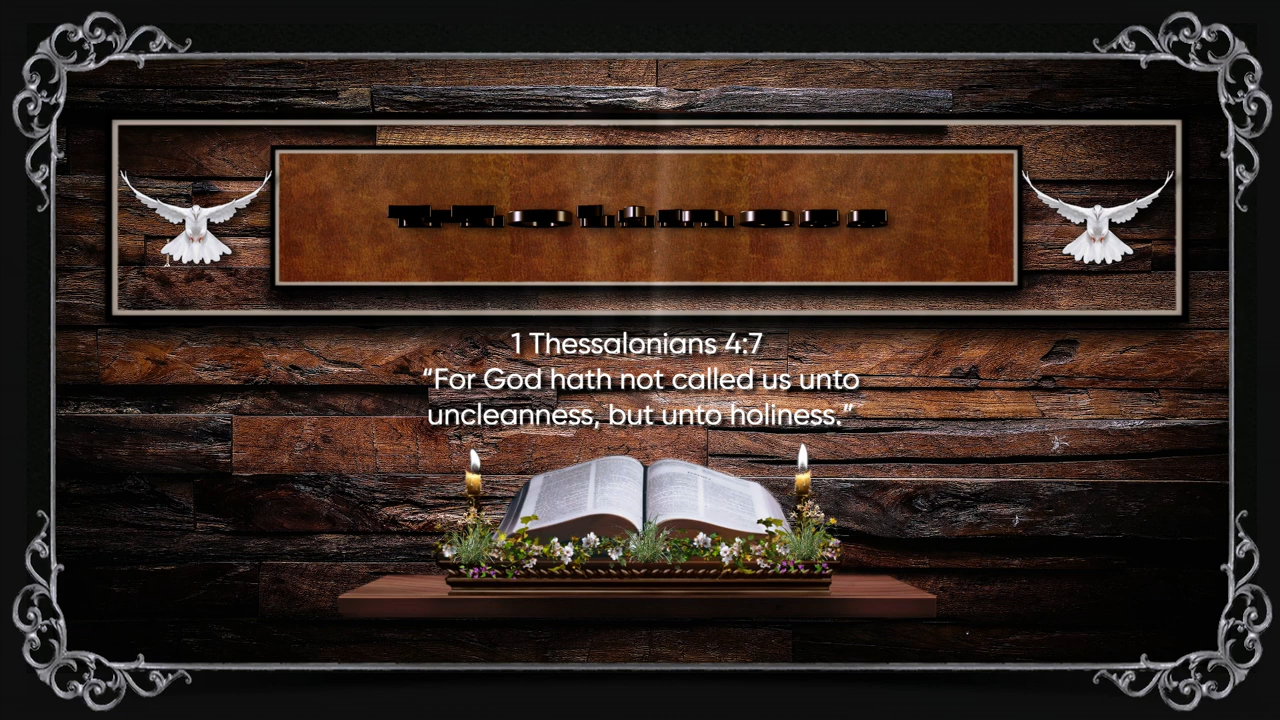 1 Thessalonians 4:7
“For God hath not called us unto
uncleanness, but unto holiness.”